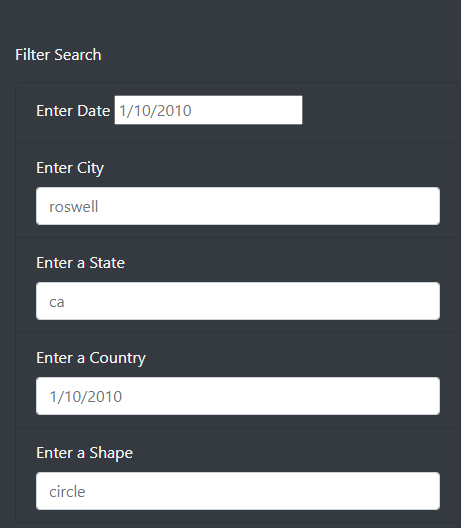 Filter Search
Enter Date 1/10/2010
Enter City
roswell
Enter a State
ca
Enter a Country
1/10/2010
Enter a Shape
circle